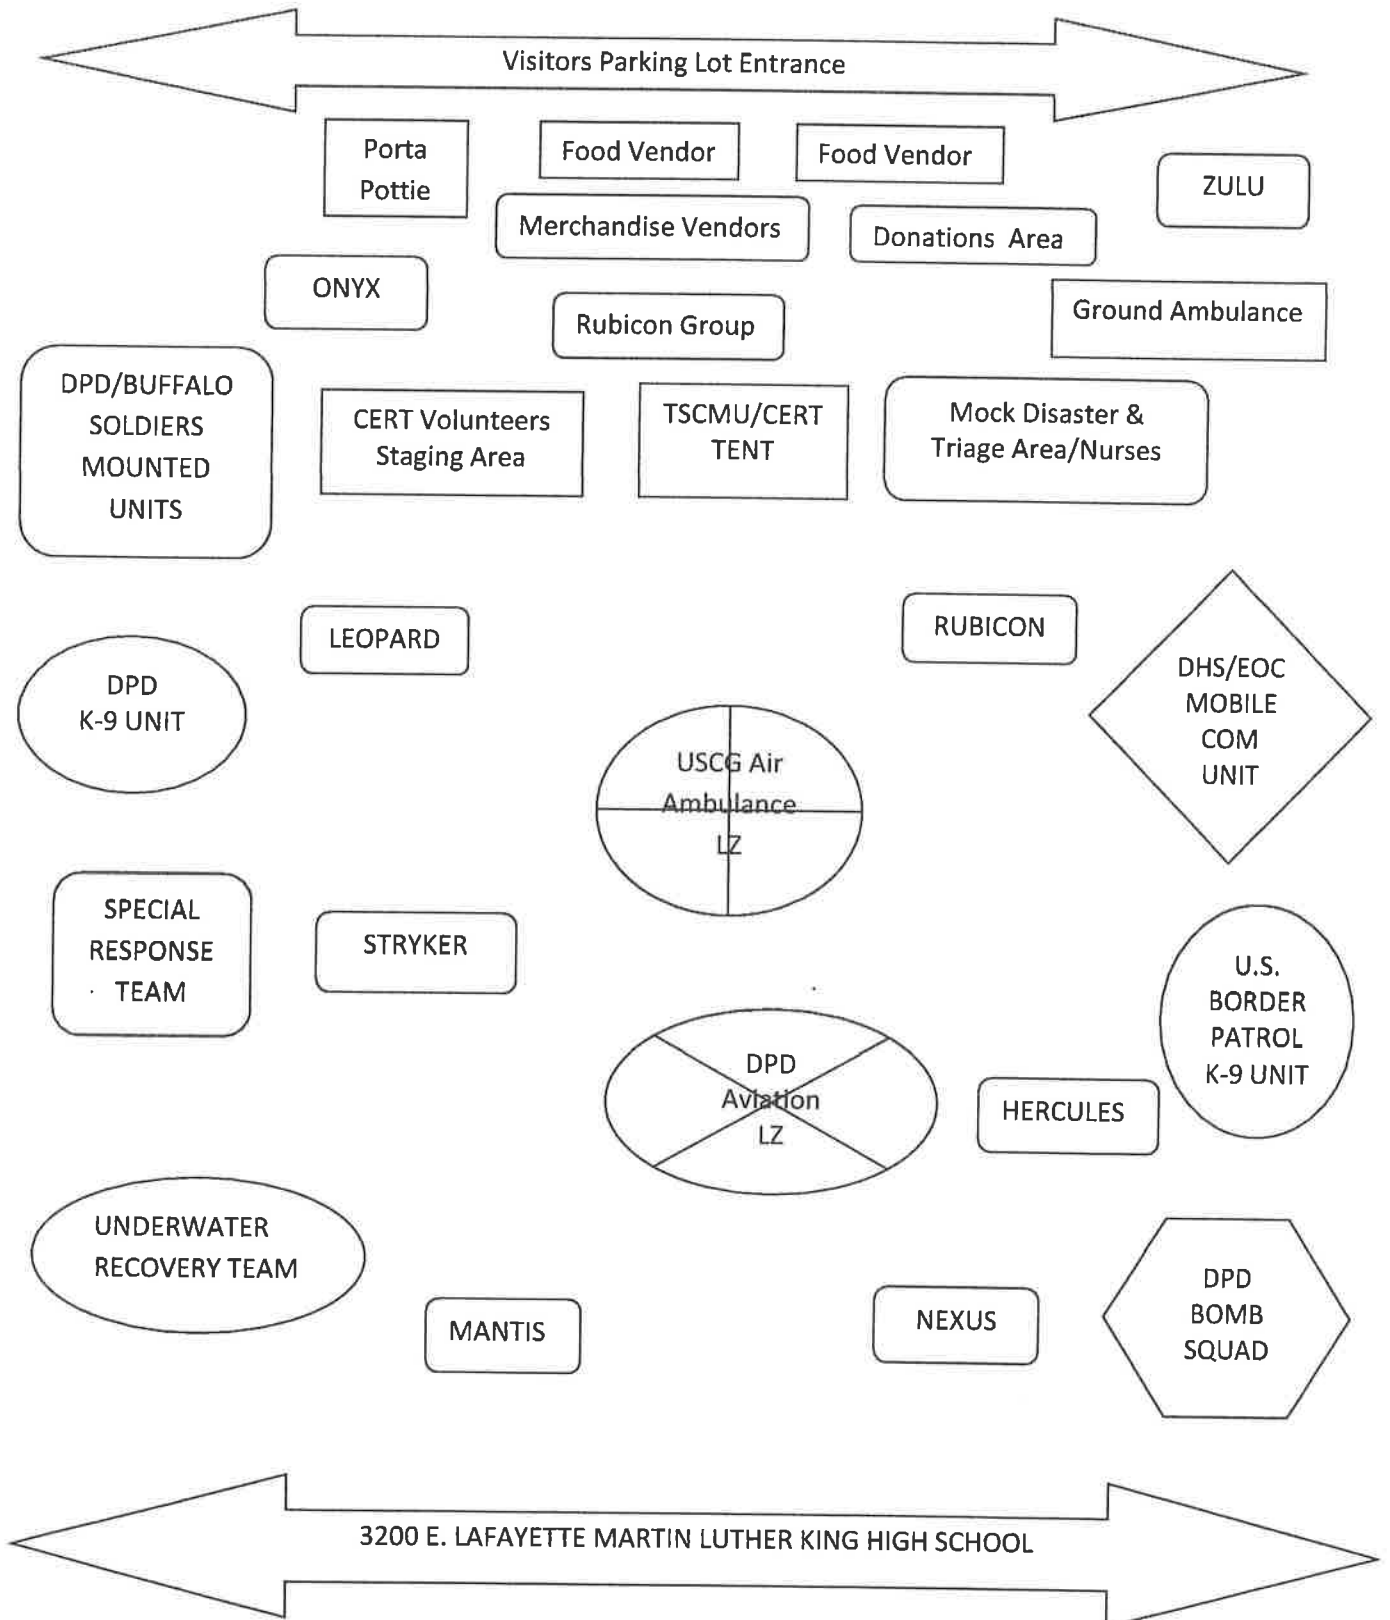 Visitors Parking Lot Entrance
Porta
Pottie
Food Vendor
Food Vendor
ZULU
Merchandise Vendors
Donations Area
ONYX
Rubicon Group
Ground Ambulance
DPD/BUFFALO
SOLDIERS
MOUNTED
UNITS
CERT Volunteers
Staging Area
TSCMU/CERT
TENT
Mock Disaster &
Triage Area/Nurses
LEOPARD
RUBICON
DPD
K-9 UNIT
DHS/EOC
MOBILE
COM
UNIT
USCG Air
Ambulance
LZ
SPECIAL
RESPONSE
TEAM
STRYKER
U.S.
BORDER
PATROL
K-9 UNIT
DPD
Aviation
LZ
HERCULES
UNDERWATER
RECOVERY TEAM
MANTIS
NEXUS
DPD
BOMB
SQUAD
3200 E. LAFAYETTE MARTIN LUTHER KING HIGH SCHOOL